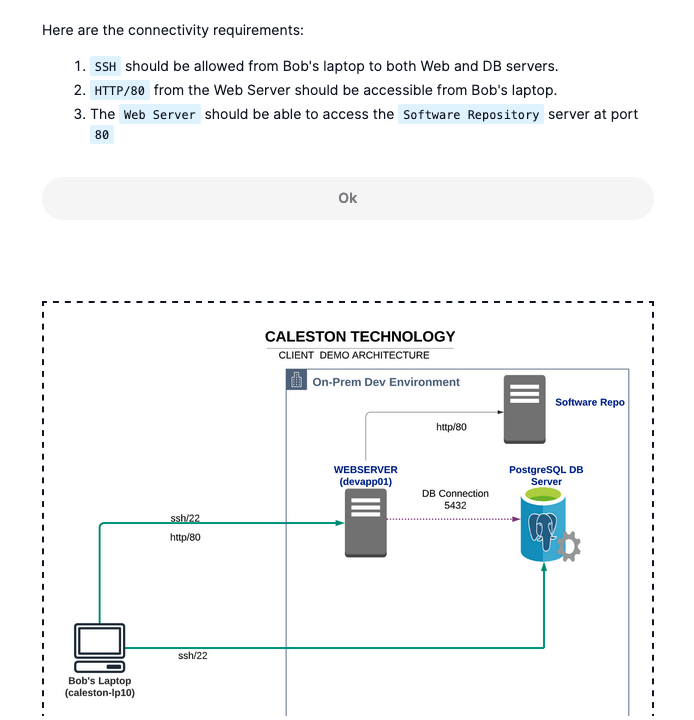 Here are the connectivity requirements:
1. SSH should be allowed from Bob's laptop to both Web and DB servers.
2. HTTP/80 from the Web Server should be accessible from Bob's laptop.
3. The Web Server should be able to access the Software Repository server at port
80
Ok
CALESTON TECHNOLOGY
CLIENT DEMO ARCHITECTURE
On-Prem Dev Environment
Software Repo
http/80
WEBSERVER
(devapp01)
PostgreSQL DB
Server
DB Connection
5432
ssh/22
http/80
ssh/22
Bob's Laptop
(caleston-lp10)